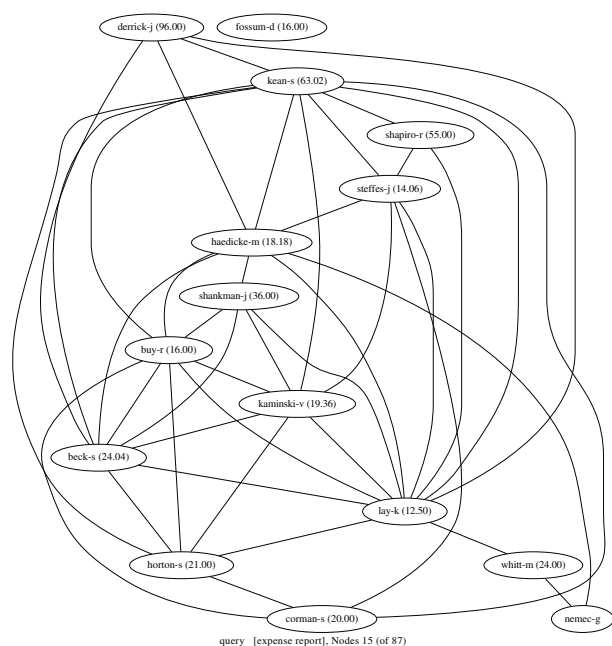 derrick-j (96.00) fossum-d (16.00)
kean-s (63.02)
shapiro-r (55.00)
steffes-j (14.06)
haedicke-m (18.18)
shankman-j (36.00)
buy-r (16.00)
kaminski-v (19.36)
beck-s (24.04)
lay-k (12.50)
horton-s (21.00) whitt-m (24.00)
corman-s (20.00) nemec-g
query [expense report], Nodes 15 (of 87)